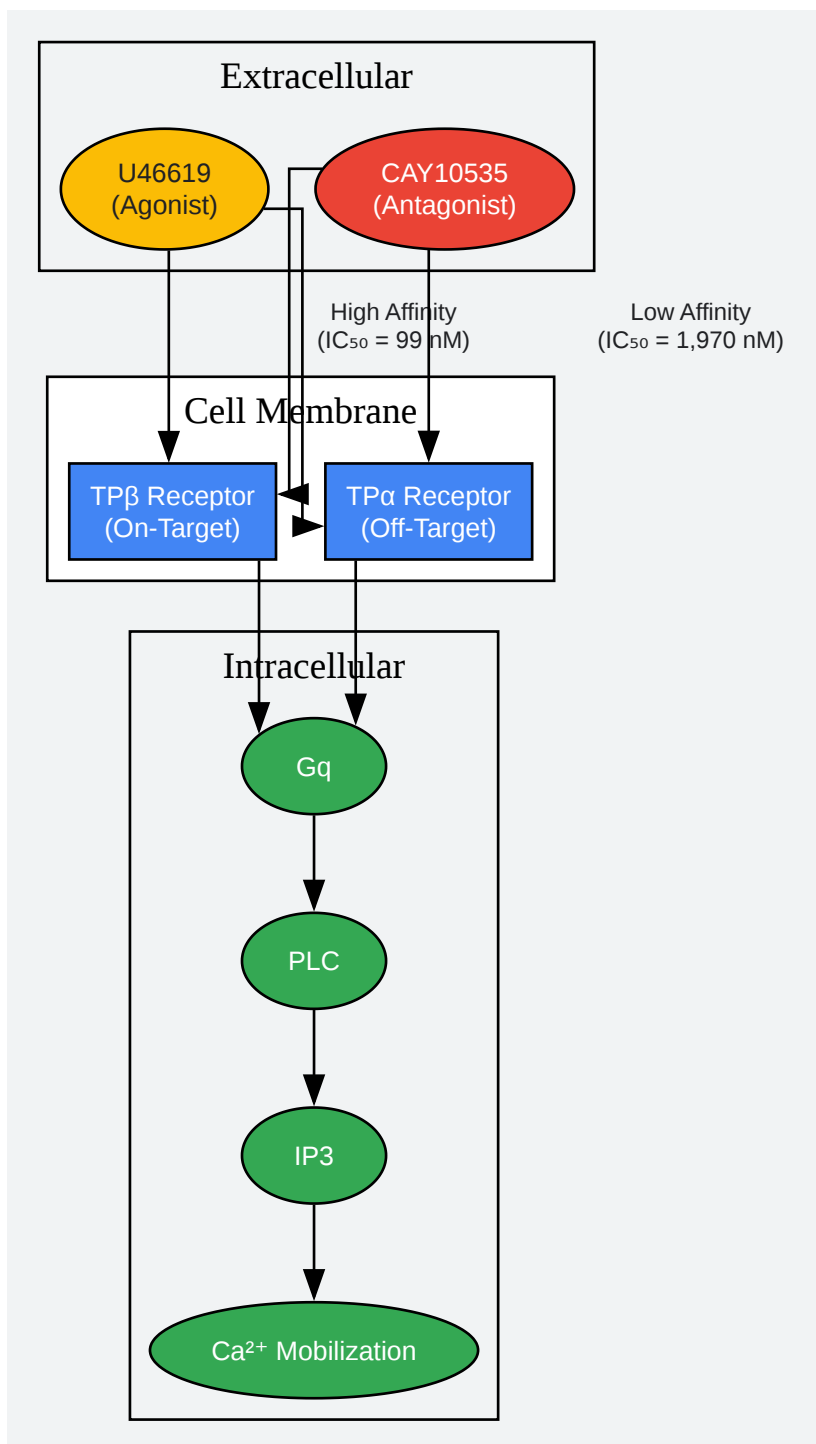 Extracellular
U46619
(Agonist)
CAY10535
(Antagonist)
High Affinity
(IC₅₀ = 99 nM)
Low Affinity
(IC₅₀ = 1,970 nM)
Cell Membrane
TPβ Receptor
(On-Target)
TPα Receptor
(Off-Target)
Intracellular
Gq
PLC
IP3
Ca²⁺ Mobilization